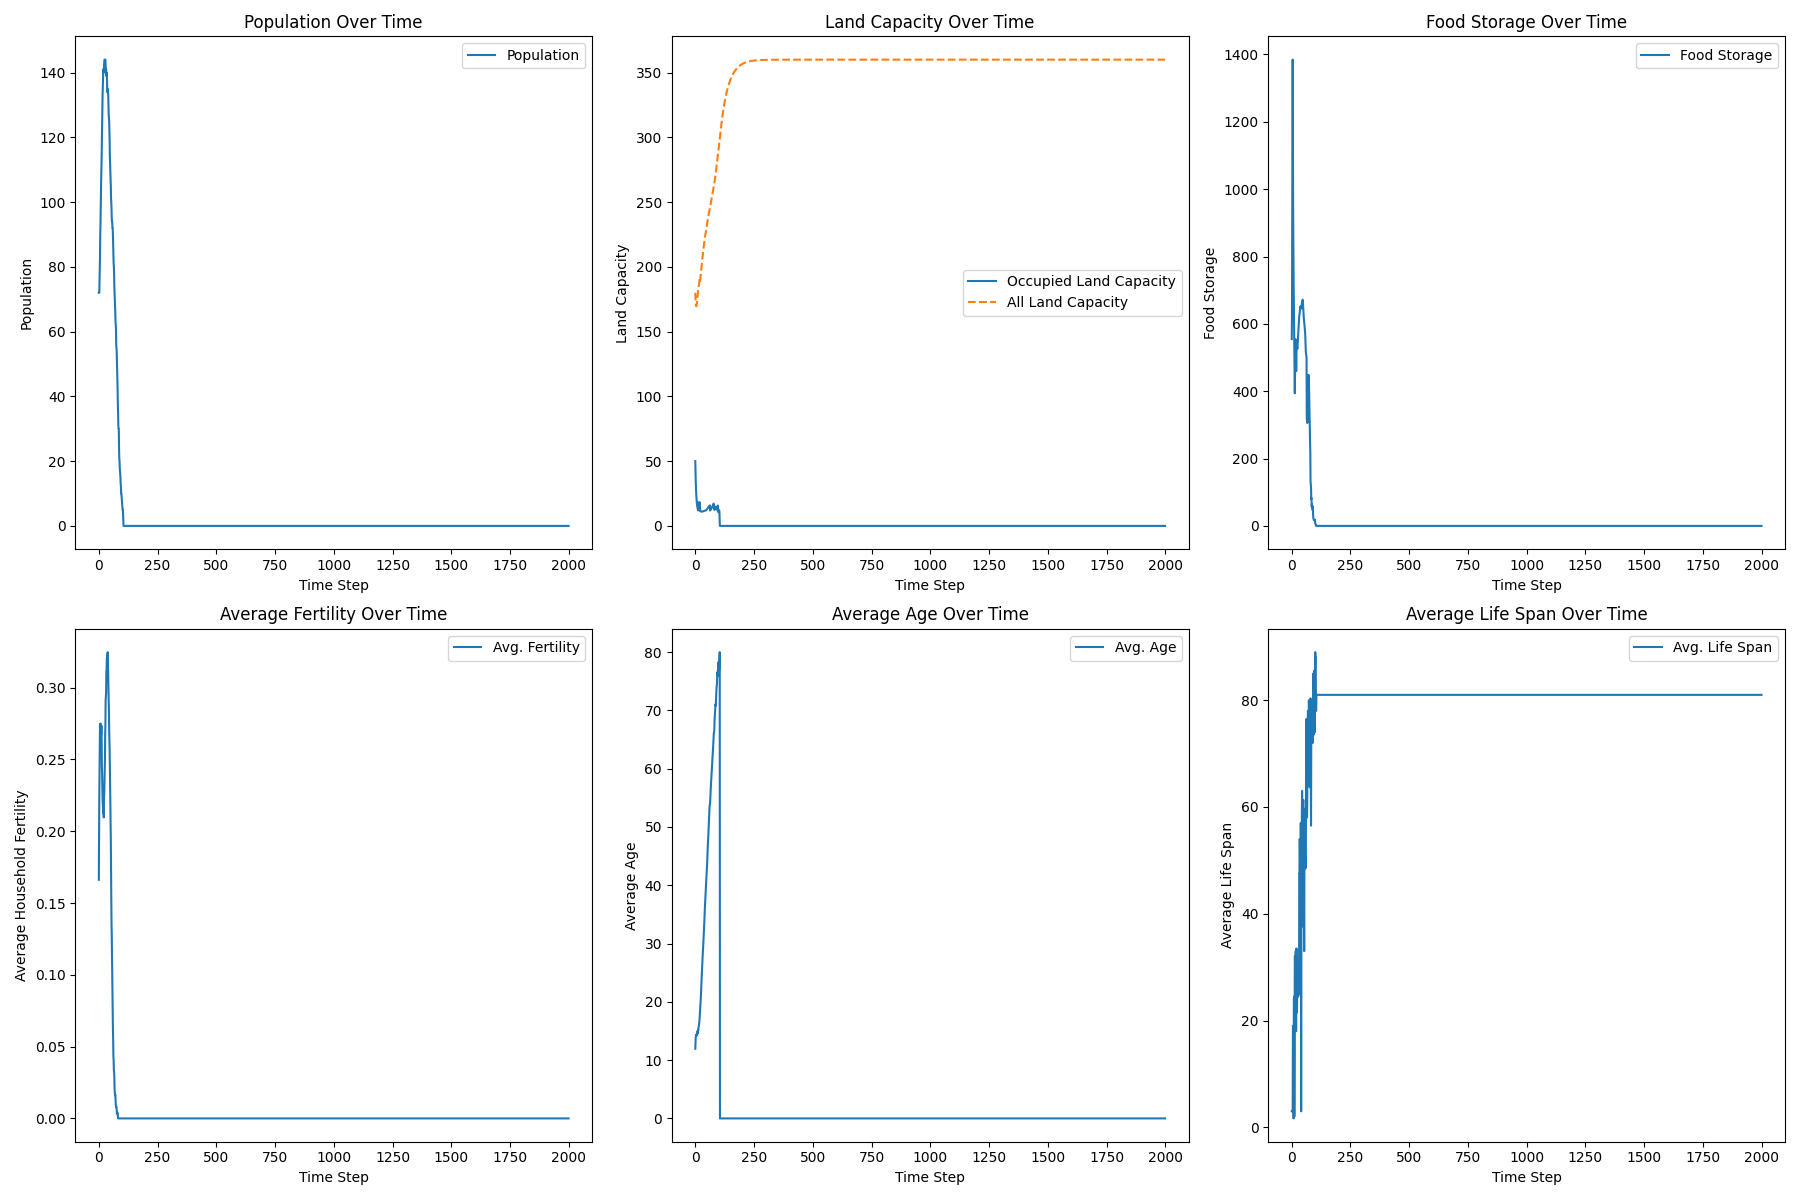 Population Over Time
Population
140
120
100
80
60
40
20
0
Population
0 250 500 750 1000 1250 1500 1750 2000
Time Step
Land Capacity Over Time
350
300
250
200
150
100
50
0
Land Capacity
Occupied Land Capacity
All Land Capacity
0 250 500 750 1000 1250 1500 1750 2000
Time Step
Food Storage Over Time
Food Storage
1400
1200
1000
800
600
400
200
0
Food Storage
0 250 500 750 1000 1250 1500 1750 2000
Time Step
Average Fertility Over Time
Avg. Fertility
0.30
0.25
0.20
0.15
0.10
0.05
0.00
Average Household Fertility
0 250 500 750 1000 1250 1500 1750 2000
Time Step
Average Age Over Time
Avg. Age
80
70
60
50
40
30
20
10
0
Average Age
0 250 500 750 1000 1250 1500 1750 2000
Time Step
Average Life Span Over Time
Avg. Life Span
80
60
40
20
0
Average Life Span
0 250 500 750 1000 1250 1500 1750 2000
Time Step